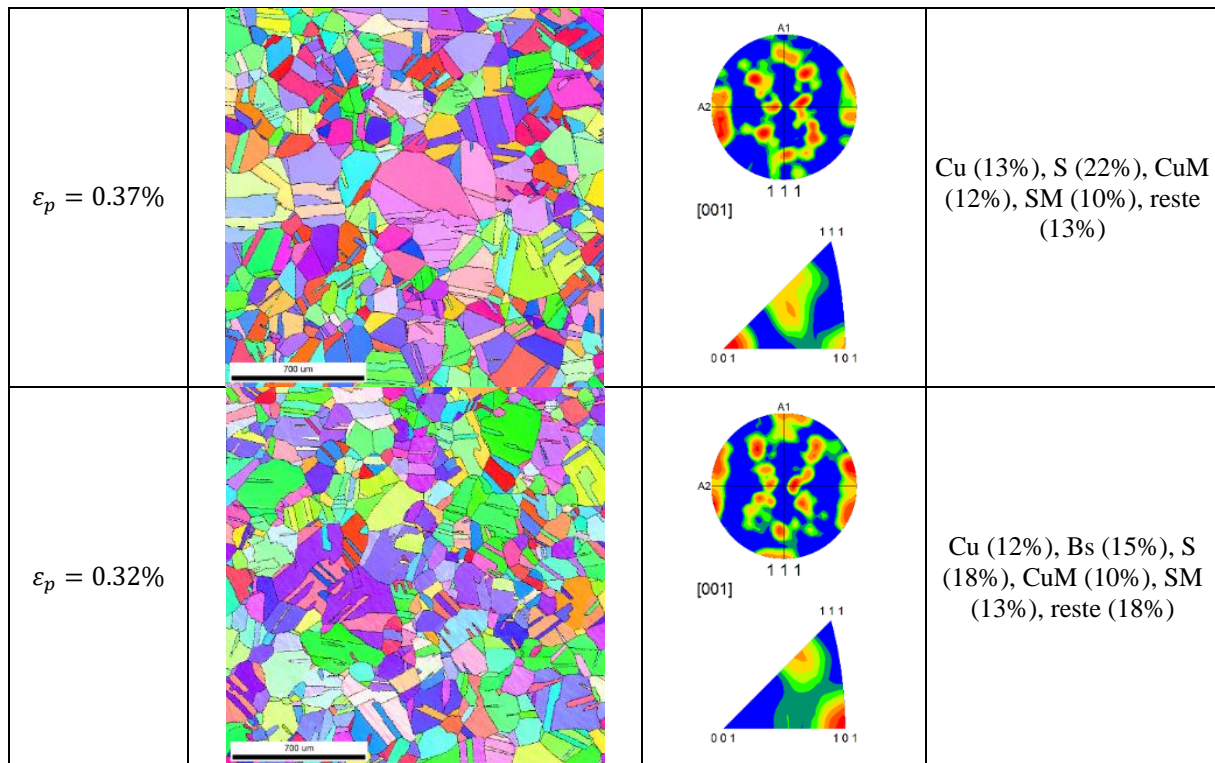 ε_p = 0.37%
700 um
A1
A2
1 1 1
[001]
1 1 1
0 0 1
1 0 1
Cu (13%), S (22%), CuM
(12%), SM (10%), reste
(13%)
ε_p = 0.32%
700 um
A1
A2
1 1 1
[001]
1 1 1
0 0 1
1 0 1
Cu (12%), Bs (15%), S
(18%), CuM (10%), SM
(13%), reste (18%)